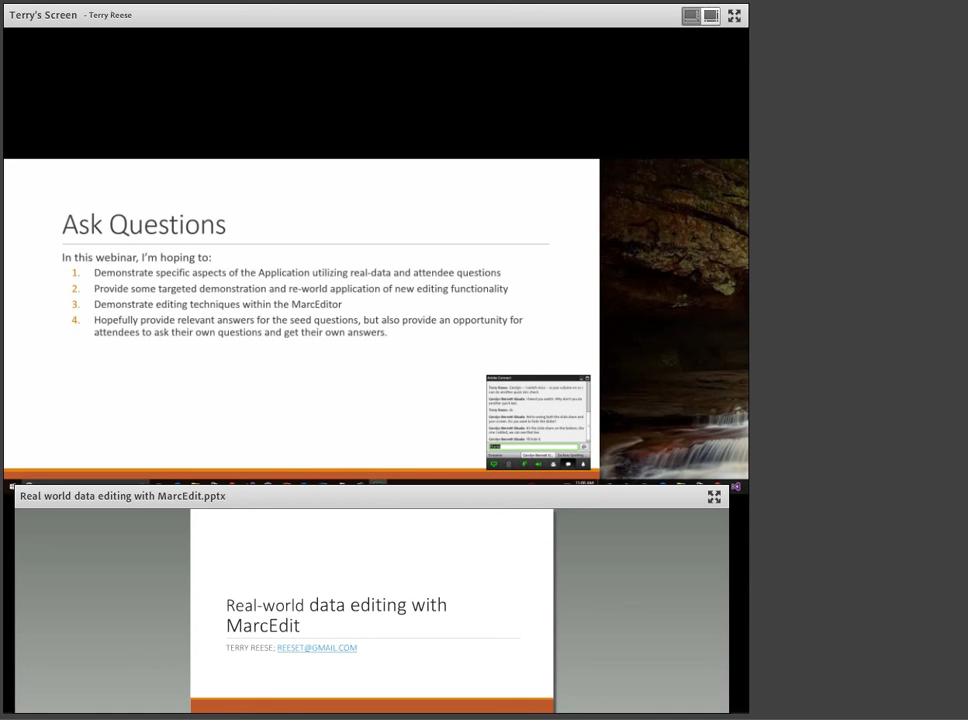 Terry's Screen - Terry Reese
Ask Questions
In this webinar, I'm hoping to:
1. Demonstrate specific aspects of the Application utilizing real-data and attendee questions
2. Provide some targeted demonstration and re-world application of new editing functionality
3. Demonstrate editing techniques within the MarcEditor
4. Hopefully provide relevant answers for the seed questions, but also provide an opportunity for
attendees to ask their own questions and get their own answers.
Real world data editing with MarcEdit.pptx
Real-world data editing with
MarcEdit
TERRY REESE; REESET@GMAIL.COM